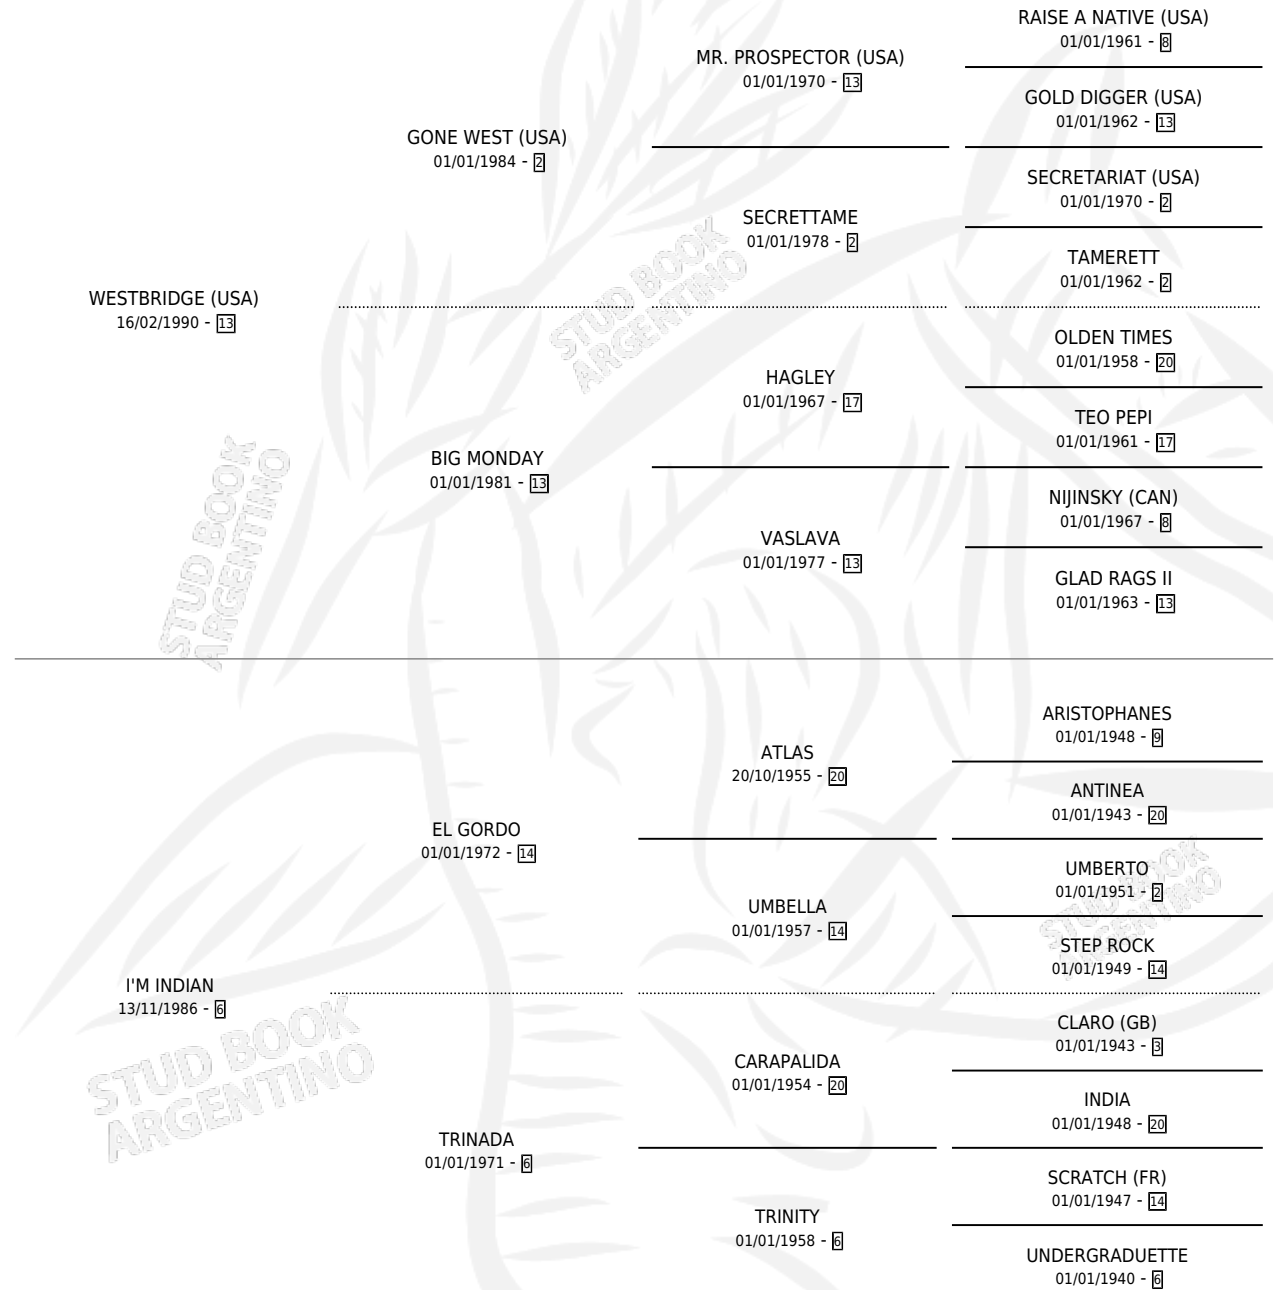 RAISE A NATIVE (USA)
01/01/1961 - 8
MR. PROSPECTOR (USA)
01/01/1970 - 13
GOLD DIGGER (USA)
01/01/1962 - 13
GONE WEST (USA)
01/01/1984 - 2
SECRETARIAT (USA)
01/01/1970 - 2
SECRETTAME
01/01/1978 - 2
TAMERETT
01/01/1962 - 2
WESTBRIDGE (USA)
16/02/1990 - 13
STUD BOOK
ARGENTINO
OLDEN TIMES
01/01/1958 - 20
HAGLEY
01/01/1967 - 17
TEO PEPI
01/01/1961 - 17
BIG MONDAY
01/01/1981 - 13
NIJINSKY (CAN)
01/01/1967 - 8
VASLAVA
01/01/1977 - 13
GLAD RAGS II
01/01/1963 - 13
STUD BOOK
ARGENTINO
ARISTOPHANES
01/01/1948 - 9
ATLAS
20/10/1955 - 20
ANTINEA
01/01/1943 - 20
EL GORDO
01/01/1972 - 14
UMBERTO
01/01/1951 - 2
UMBELLA
01/01/1957 - 14
STUD BOOK
ARGENTINO
STEP ROCK
01/01/1949 - 14
I'M INDIAN
13/11/1986 - 6
CLARO (GB)
01/01/1943 - 3
STUD BOOK
ARGENTINO
CARAPALIDA
01/01/1954 - 20
INDIA
01/01/1948 - 20
TRINADA
01/01/1971 - 6
SCRATCH (FR)
01/01/1947 - 14
TRINITY
01/01/1958 - 6
UNDERGRADUETTE
01/01/1940 - 6